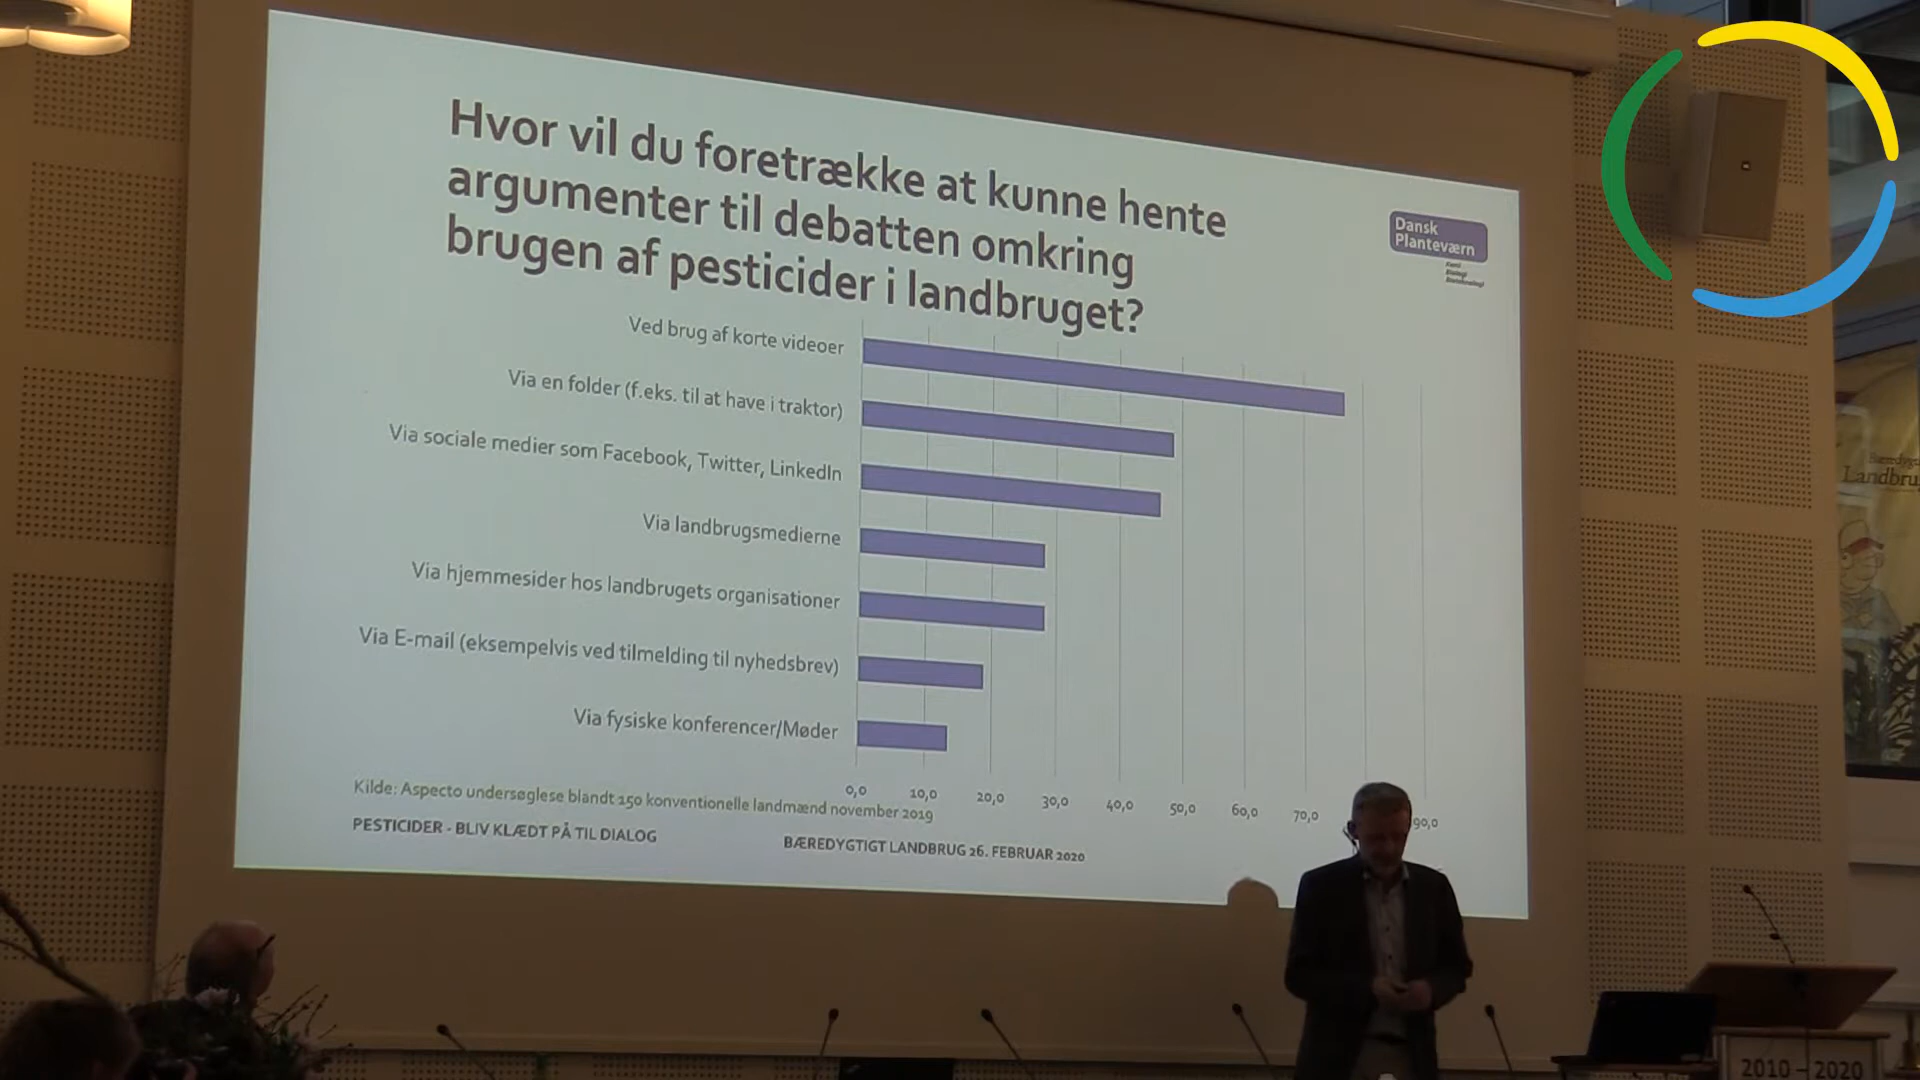 Hvor vil du foretrække at kunne hente
argumenter til debatten omkring
brugen af pesticider i landbruget?
Dansk
Planteværn
Kemi
Biologi
Bioteknologi
Ved brug af korte videoer
Via en folder (f.eks. til at have i traktor)
Via sociale medier som Facebook, Twitter, LinkedIn
Via landbrugsmedierne
Via hjemmesider hos landbrugets organisationer
Via E-mail (eksempelvis ved tilmelding til nyhedsbrev)
Via fysiske konferencer/Møder
0,0 10,0 20,0 30,0 40,0 50,0 60,0 70,0 90,0
Kilde: Aspecto undersøglese blandt 150 konventionelle landmænd november 2019
PESTICIDER - BLIV KLÆDT PÅ TIL DIALOG
BÆREDYGTIGT LANDBRUG 26. FEBRUAR 2020
Landbru
2010 – 2020